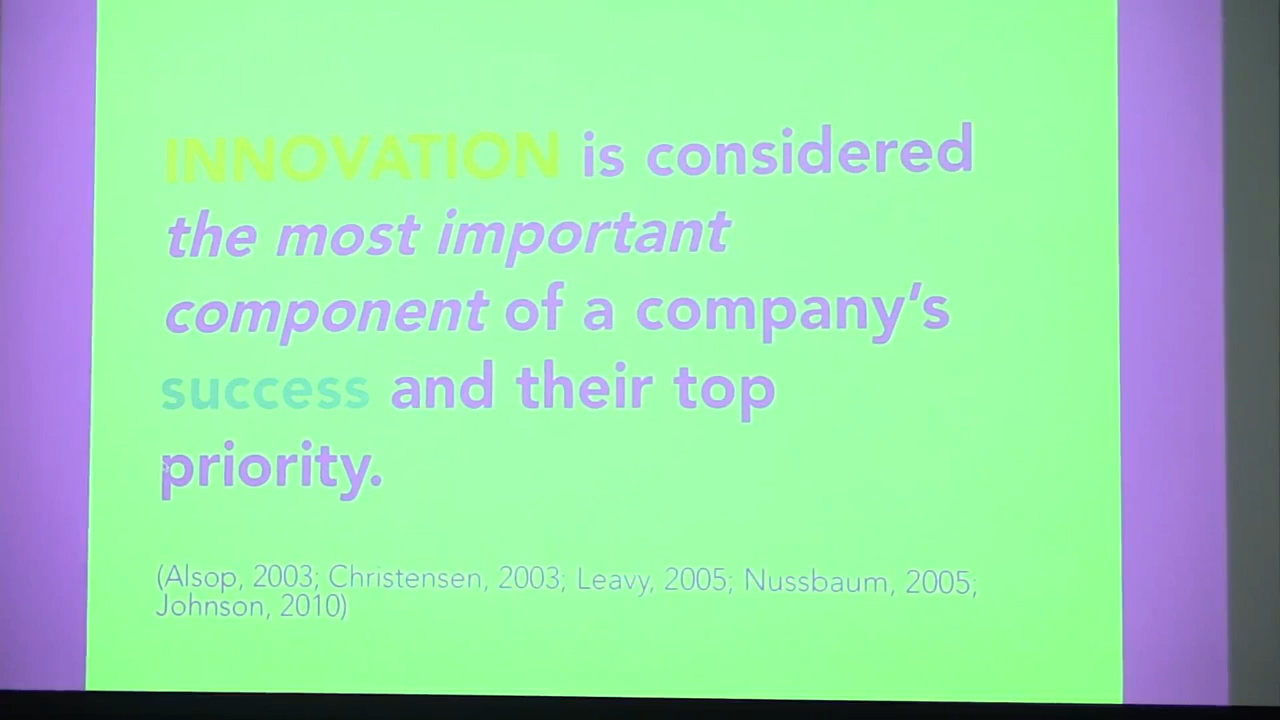 INNOVATION is considered
the most important
component of a company’s
success and their top
priority.
(Alsop, 2003; Christensen, 2003; Leavy, 2005; Nussbaum, 2005;
Johnson, 2010)